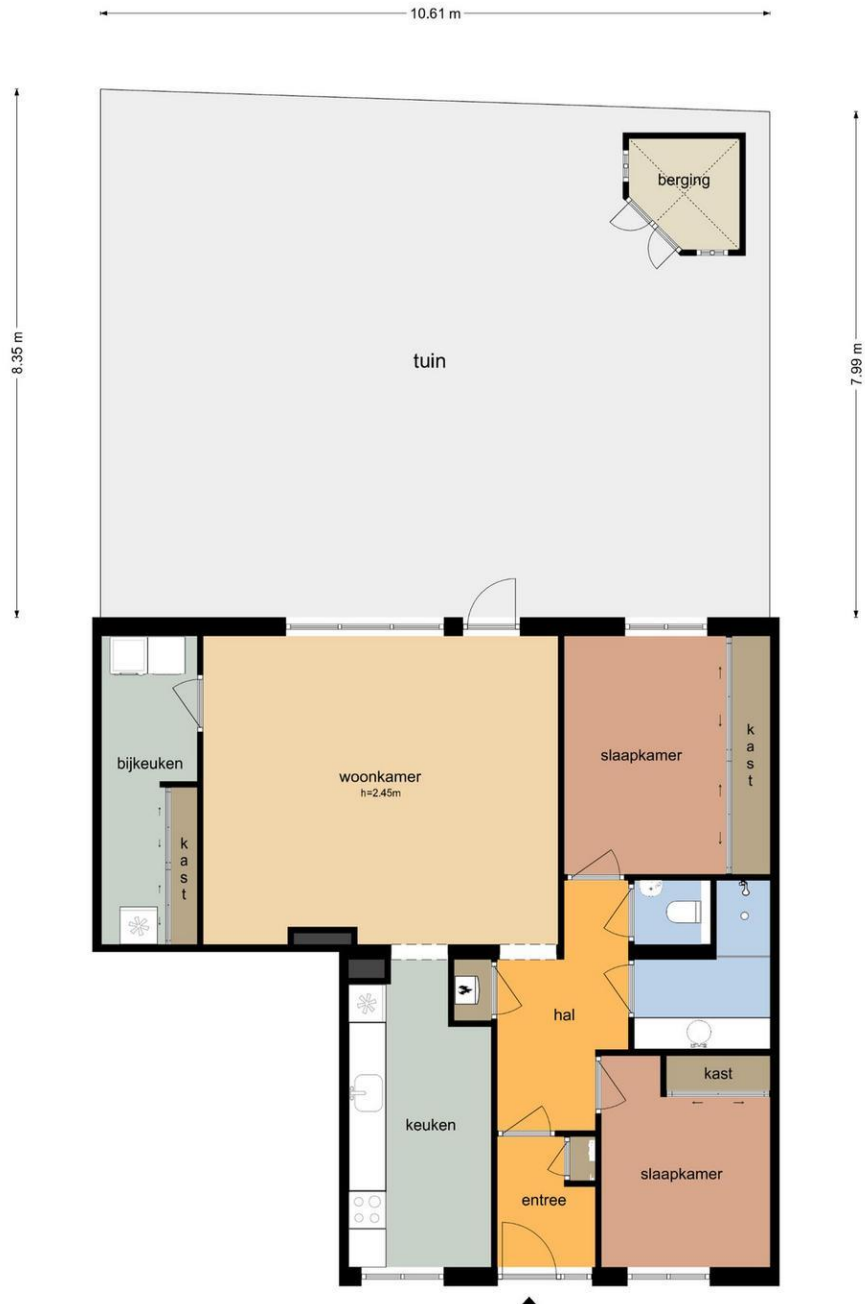 10.61 m
berging
8.35 m
7.99 m
tuin
slaapkamer
kast
bijkeuken
woonkamer
h=2.45m
kast
hal
kast
keuken
slaapkamer
entree